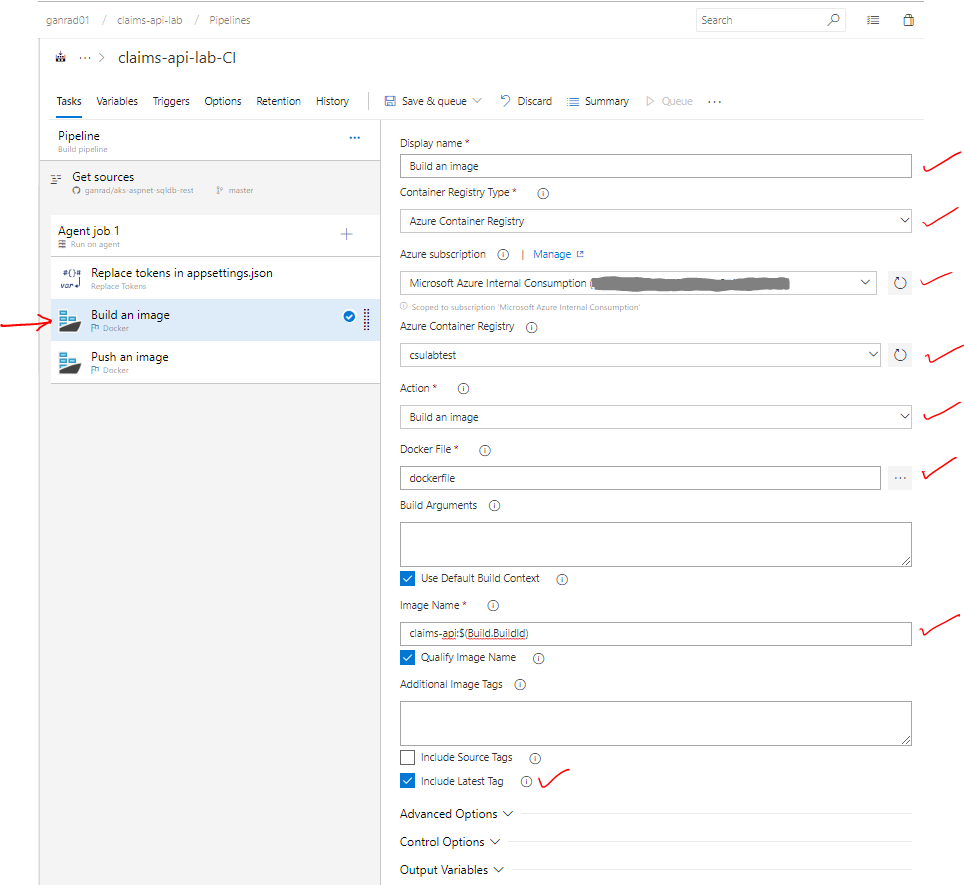 ganrad01 / claims-api-lab / Pipelines
Search
··· > claims-api-lab-CI
Tasks Variables Triggers Options Retention History
Save & queue Discard Summary Queue ···
Pipeline ···
Build pipeline
Get sources
ganrad/aks-aspnet-sqldb-rest master
Agent job 1 +
Run on agent
#{}#
var
Replace tokens in appsettings.json
Replace Tokens
Build an image
Docker
Push an image
Docker
Display name *
Build an image
Container Registry Type *
Azure Container Registry
Azure subscription | Manage
Microsoft Azure Internal Consumption (
Scoped to subscription 'Microsoft Azure Internal Consumption'
Azure Container Registry
csulabtest
Action *
Build an image
Docker File *
dockerfile ···
Build Arguments
Use Default Build Context
Image Name *
claims-api:$(Build.BuildId)
Qualify Image Name
Additional Image Tags
Include Source Tags
Include Latest Tag
Advanced Options
Control Options
Output Variables